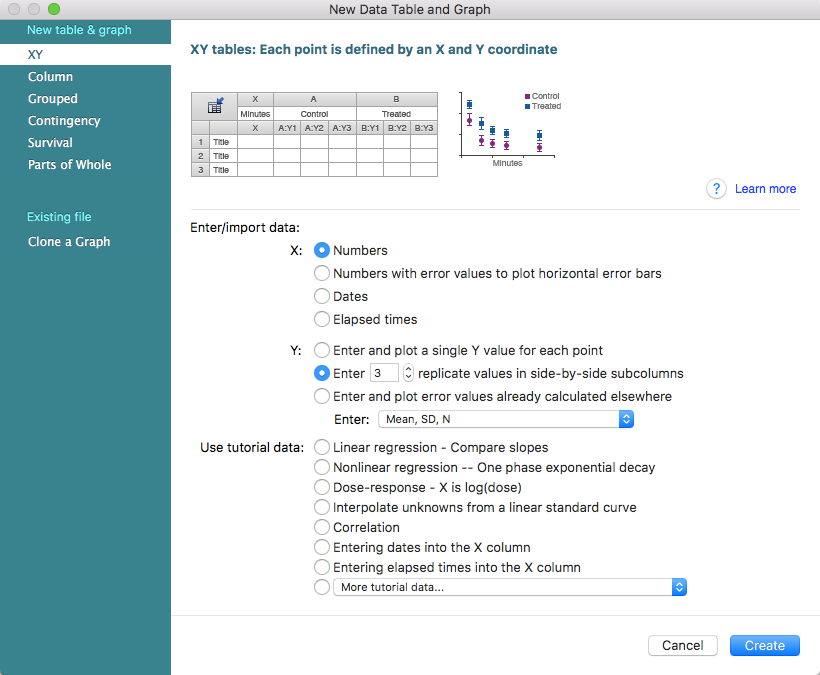 New Data Table and Graph
New table & graph
XY
Column
Grouped
Contingency
Survival
Parts of Whole
Existing file
Clone a Graph
XY tables: Each point is defined by an X and Y coordinate
X A B
Minutes Control Treated
X A:Y1 A:Y2 A:Y3 B:Y1 B:Y2 B:Y3
1 Title
2 Title
3 Title
Control
Treated
Minutes
? Learn more
Enter/import data:
X: Numbers
Numbers with error values to plot horizontal error bars
Dates
Elapsed times
Y: Enter and plot a single Y value for each point
Enter 3 replicate values in side-by-side subcolumns
Enter and plot error values already calculated elsewhere
Enter: Mean, SD, N
Use tutorial data: Linear regression - Compare slopes
Nonlinear regression -- One phase exponential decay
Dose-response - X is log(dose)
Interpolate unknowns from a linear standard curve
Correlation
Entering dates into the X column
Entering elapsed times into the X column
More tutorial data...
Cancel Create